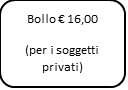 Bollo € 16,00
(per i soggetti
privati)